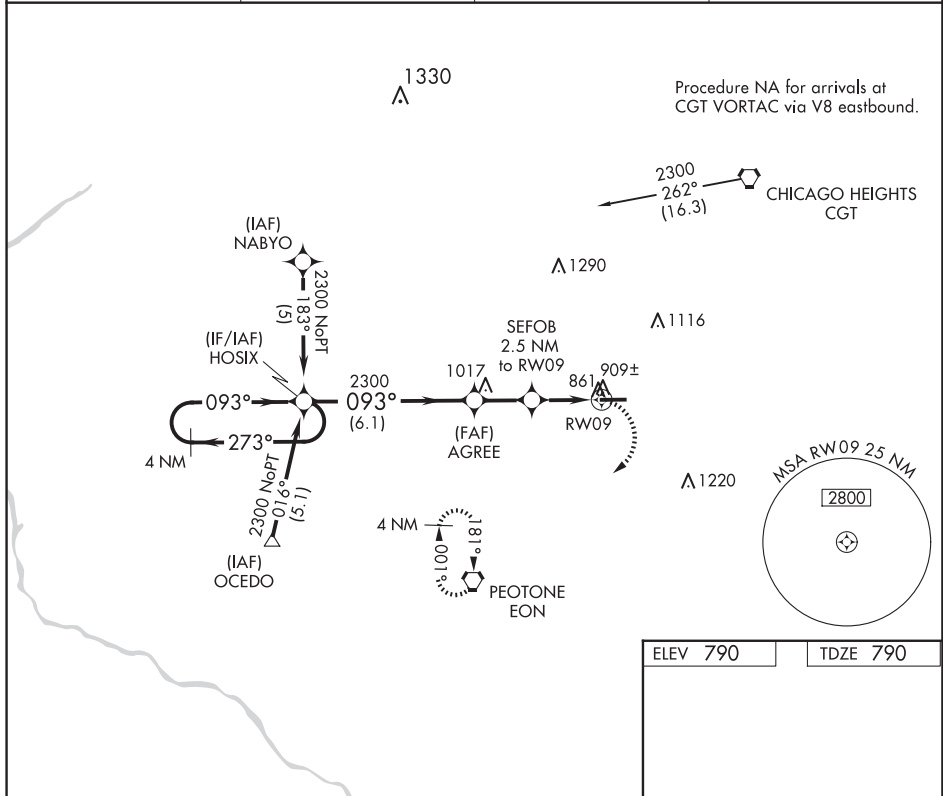 1330
Procedure NA for arrivals at
CGT VORTAC via V8 eastbound.
2300
262°
(16.3)
CHICAGO HEIGHTS
CGT
(IAF)
NABYO
2300 NoPT
183°
(5)
1290
1116
(IF/IAF)
HOSIX
SEFOB
2.5 NM
to RW09
1017
861
909±
093°
2300
093°
(6.1)
RW09
(FAF)
AGREE
273°
4 NM
2300 NoPT
016°
(5.1)
(IAF)
OCEDO
1220
MSA RW09 25 NM
2800
4 NM
181°
001°
PEOTONE
EON
ELEV 790
TDZE 790